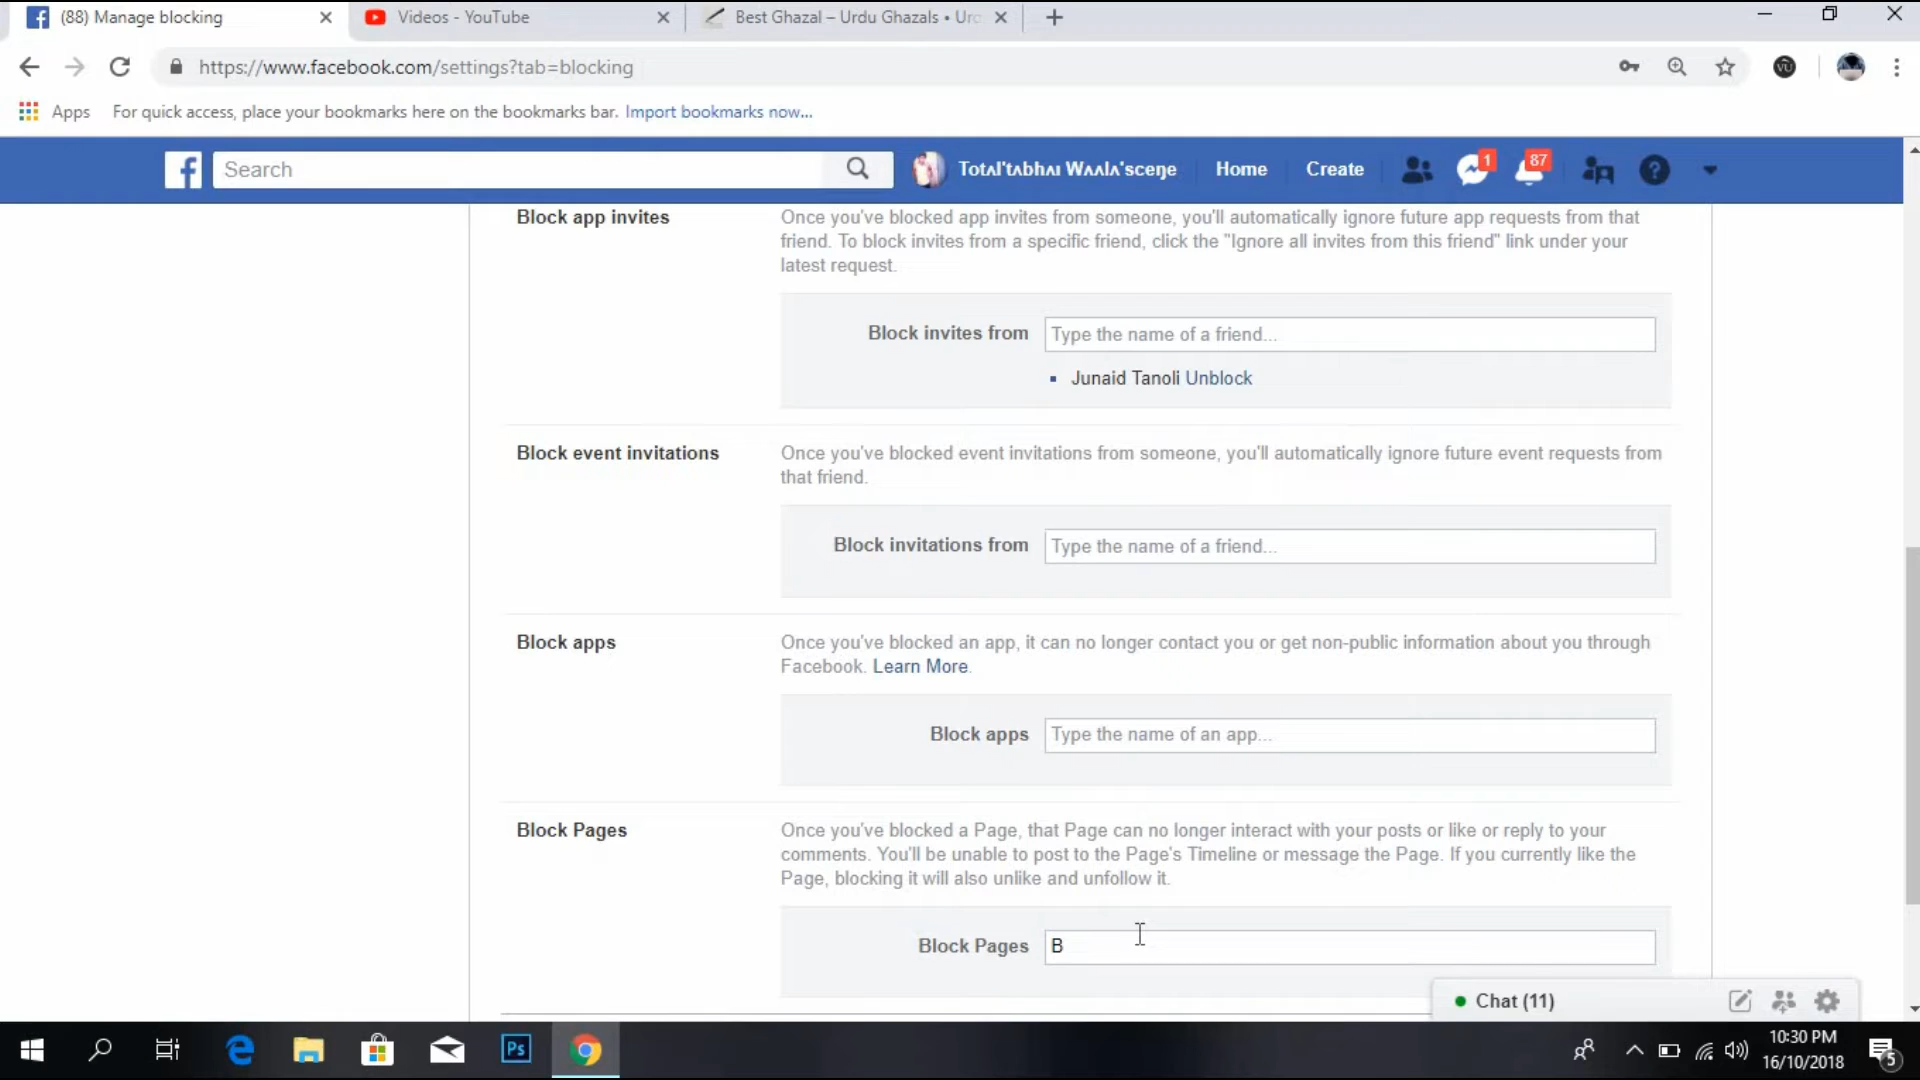 (88) Manage blocking
Videos - YouTube
Best Ghazal – Urdu Ghazals • Urc
https://www.facebook.com/settings?tab=blocking
Apps
For quick access, place your bookmarks here on the bookmarks bar. Import bookmarks now...
Search
Totʌl'tʌbhʌı Wʌʌlʌ'sceŋe
Home
Create
1
87
Block app invites
Once you've blocked app invites from someone, you'll automatically ignore future app requests from that
friend. To block invites from a specific friend, click the "Ignore all invites from this friend" link under your
latest request.
Block invites from
Type the name of a friend...
Junaid Tanoli Unblock
Block event invitations
Once you've blocked event invitations from someone, you'll automatically ignore future event requests from
that friend.
Block invitations from
Type the name of a friend...
Block apps
Once you've blocked an app, it can no longer contact you or get non-public information about you through
Facebook. Learn More.
Block apps
Type the name of an app...
Block Pages
Once you've blocked a Page, that Page can no longer interact with your posts or like or reply to your
comments. You'll be unable to post to the Page's Timeline or message the Page. If you currently like the
Page, blocking it will also unlike and unfollow it.
Block Pages
B
Chat (11)
Ps
10:30 PM
16/10/2018
5